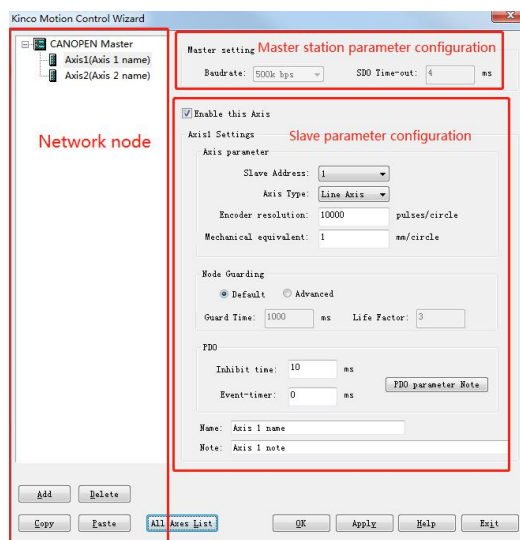 Kinco Motion Control Wizard
CANOPEN Master
Axis1(Axis 1 name)
Axis2(Axis 2 name)
Network node
Master setting
Master station parameter configuration
Baudrate: 500k bps SDO Time-out: 4 ms
Enable this Axis
Axis1 Settings
Slave parameter configuration
Axis parameter
Slave Address: 1
Axis Type: Line Axis
Encoder resolution: 10000 pulses/circle
Mechanical equivalent: 1 mm/circle
Node Guarding
Default Advanced
Guard Time: 1000 ms Life Factor: 3
PDO
Inhibit time: 10 ms
Event-timer: 0 ms
PDO parameter Note
Name: Axis 1 name
Note: Axis 1 note
Add Delete
Copy Paste All Axes List OK Apply Help Exit